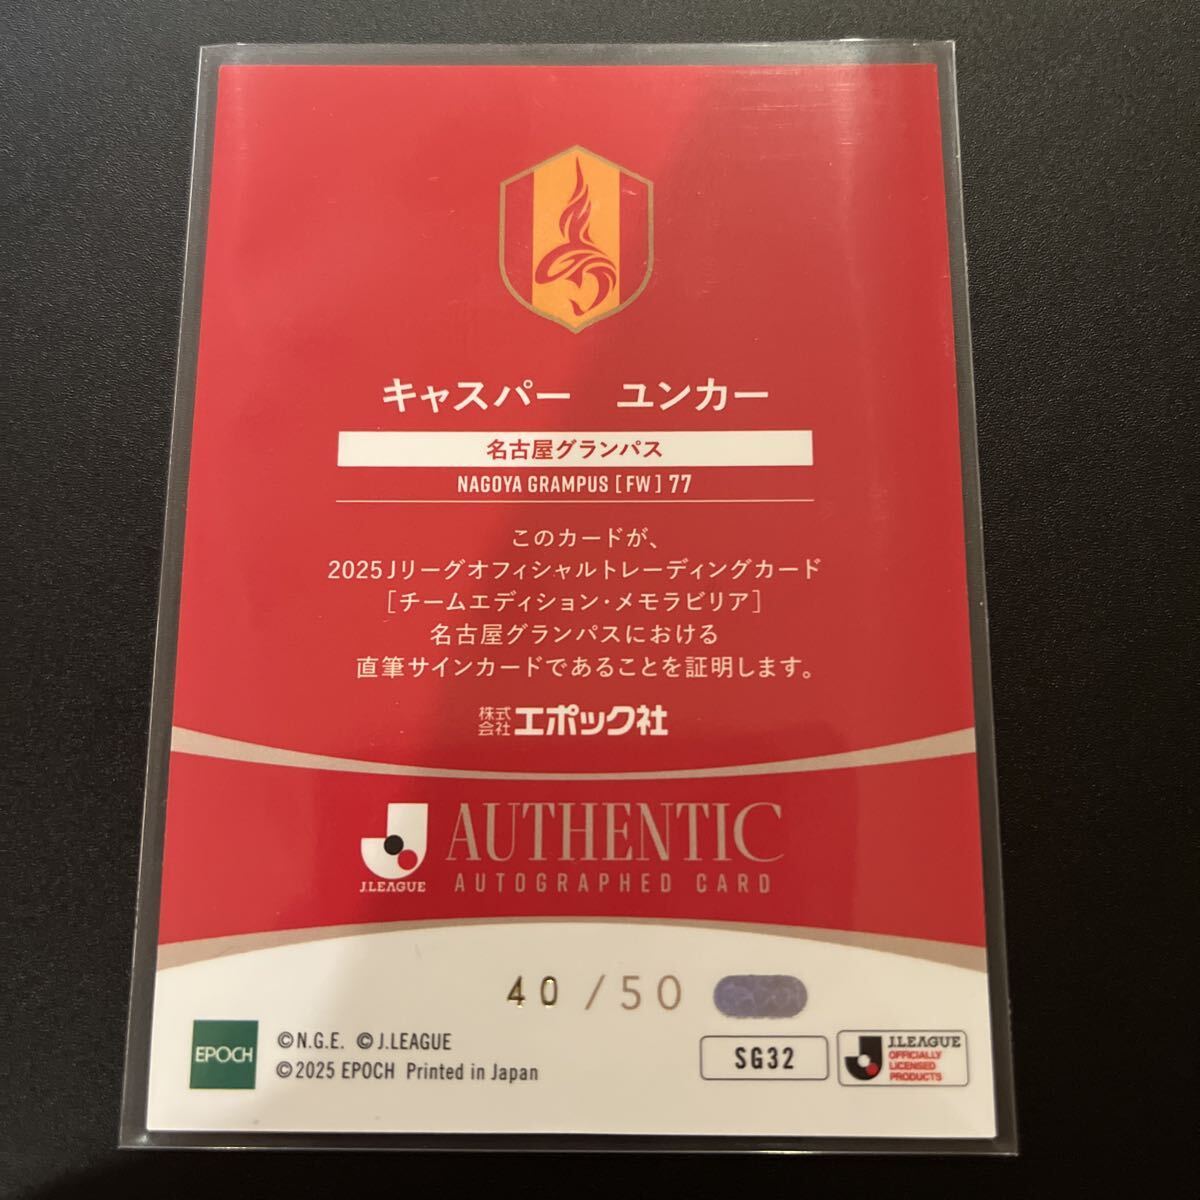 キャスパー　ユンカー
名古屋グランパス
NAGOYA GRAMPUS [FW] 77
このカードが、
2025 Jリーグオフィシャルトレーディングカード
[チームエディション・メモラビリア]
名古屋グランパスにおける
直筆サインカードであることを証明します。
株式会社 エポック社
J.LEAGUE
AUTHENTIC
AUTOGRAPHED CARD
40 /50
EPOCH
©N.G.E. ©J.LEAGUE
©2025 EPOCH Printed in Japan
SG32
J.LEAGUE
OFFICIALLY
LICENSED
PRODUCTS